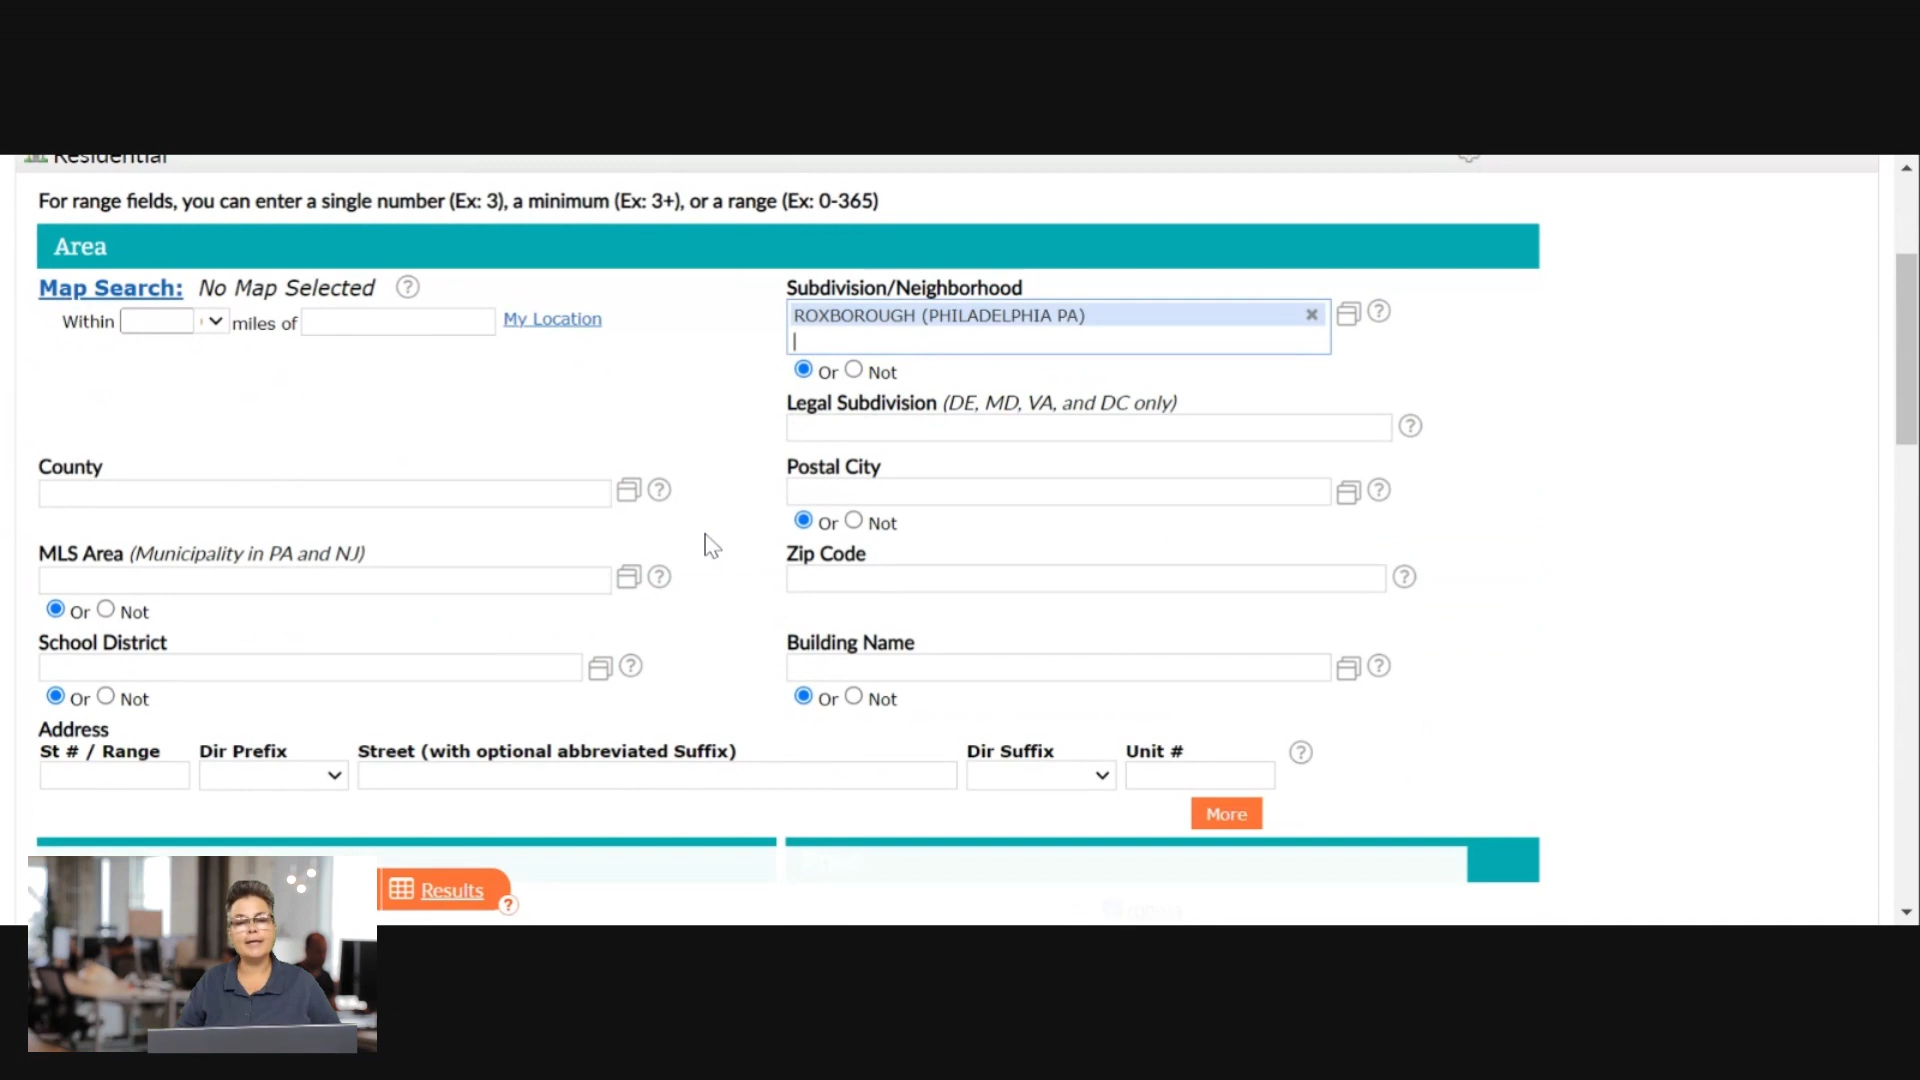 Residential
For range fields, you can enter a single number (Ex: 3), a minimum (Ex: 3+), or a range (Ex: 0-365)
Area
Map Search: No Map Selected ?
Within miles of My Location
Subdivision/Neighborhood
ROXBOROUGH (PHILADELPHIA PA) × ?
Or Not
Legal Subdivision (DE, MD, VA, and DC only)
?
County
?
Postal City
?
Or Not
MLS Area (Municipality in PA and NJ)
?
Or Not
Zip Code
?
School District
?
Or Not
Building Name
?
Or Not
Address
St # / Range Dir Prefix Street (with optional abbreviated Suffix) Dir Suffix Unit # ?
More
Results ?